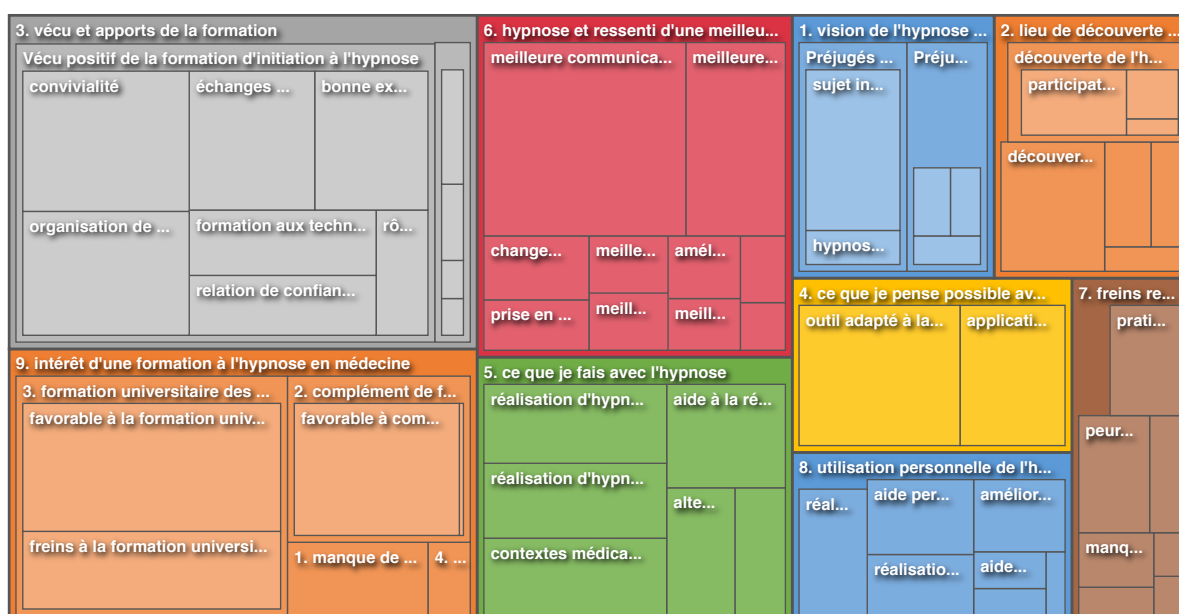 3. vécu et apports de la formation
Vécu positif de la formation d'initiation à l'hypnose
convivialité
échanges ...
bonne ex...
organisation de ...
formation aux techn...
rô...
relation de confian...
6. hypnose et ressenti d'une meilleu...
meilleure communica...
meilleure...
change...
meille...
amél...
prise en ...
meill...
meill...
1. vision de l'hypnose ...
Préjugés ...
Préju...
sujet in...
hypnos...
2. lieu de découverte ...
découverte de l'h...
participat...
découver...
9. intérêt d'une formation à l'hypnose en médecine
3. formation universitaire des ...
favorable à la formation univ...
freins à la formation universi...
2. complément de f...
favorable à com...
1. manque de ...
4. ...
5. ce que je fais avec l'hypnose
réalisation d'hypn...
aide à la ré...
réalisation d'hypn...
alte...
contextes médica...
4. ce que je pense possible av...
outil adapté à la...
applicati...
7. freins re...
prati...
peur...
manq...
8. utilisation personnelle de l'h...
réal...
aide per...
amélior...
réalisatio...
aide...